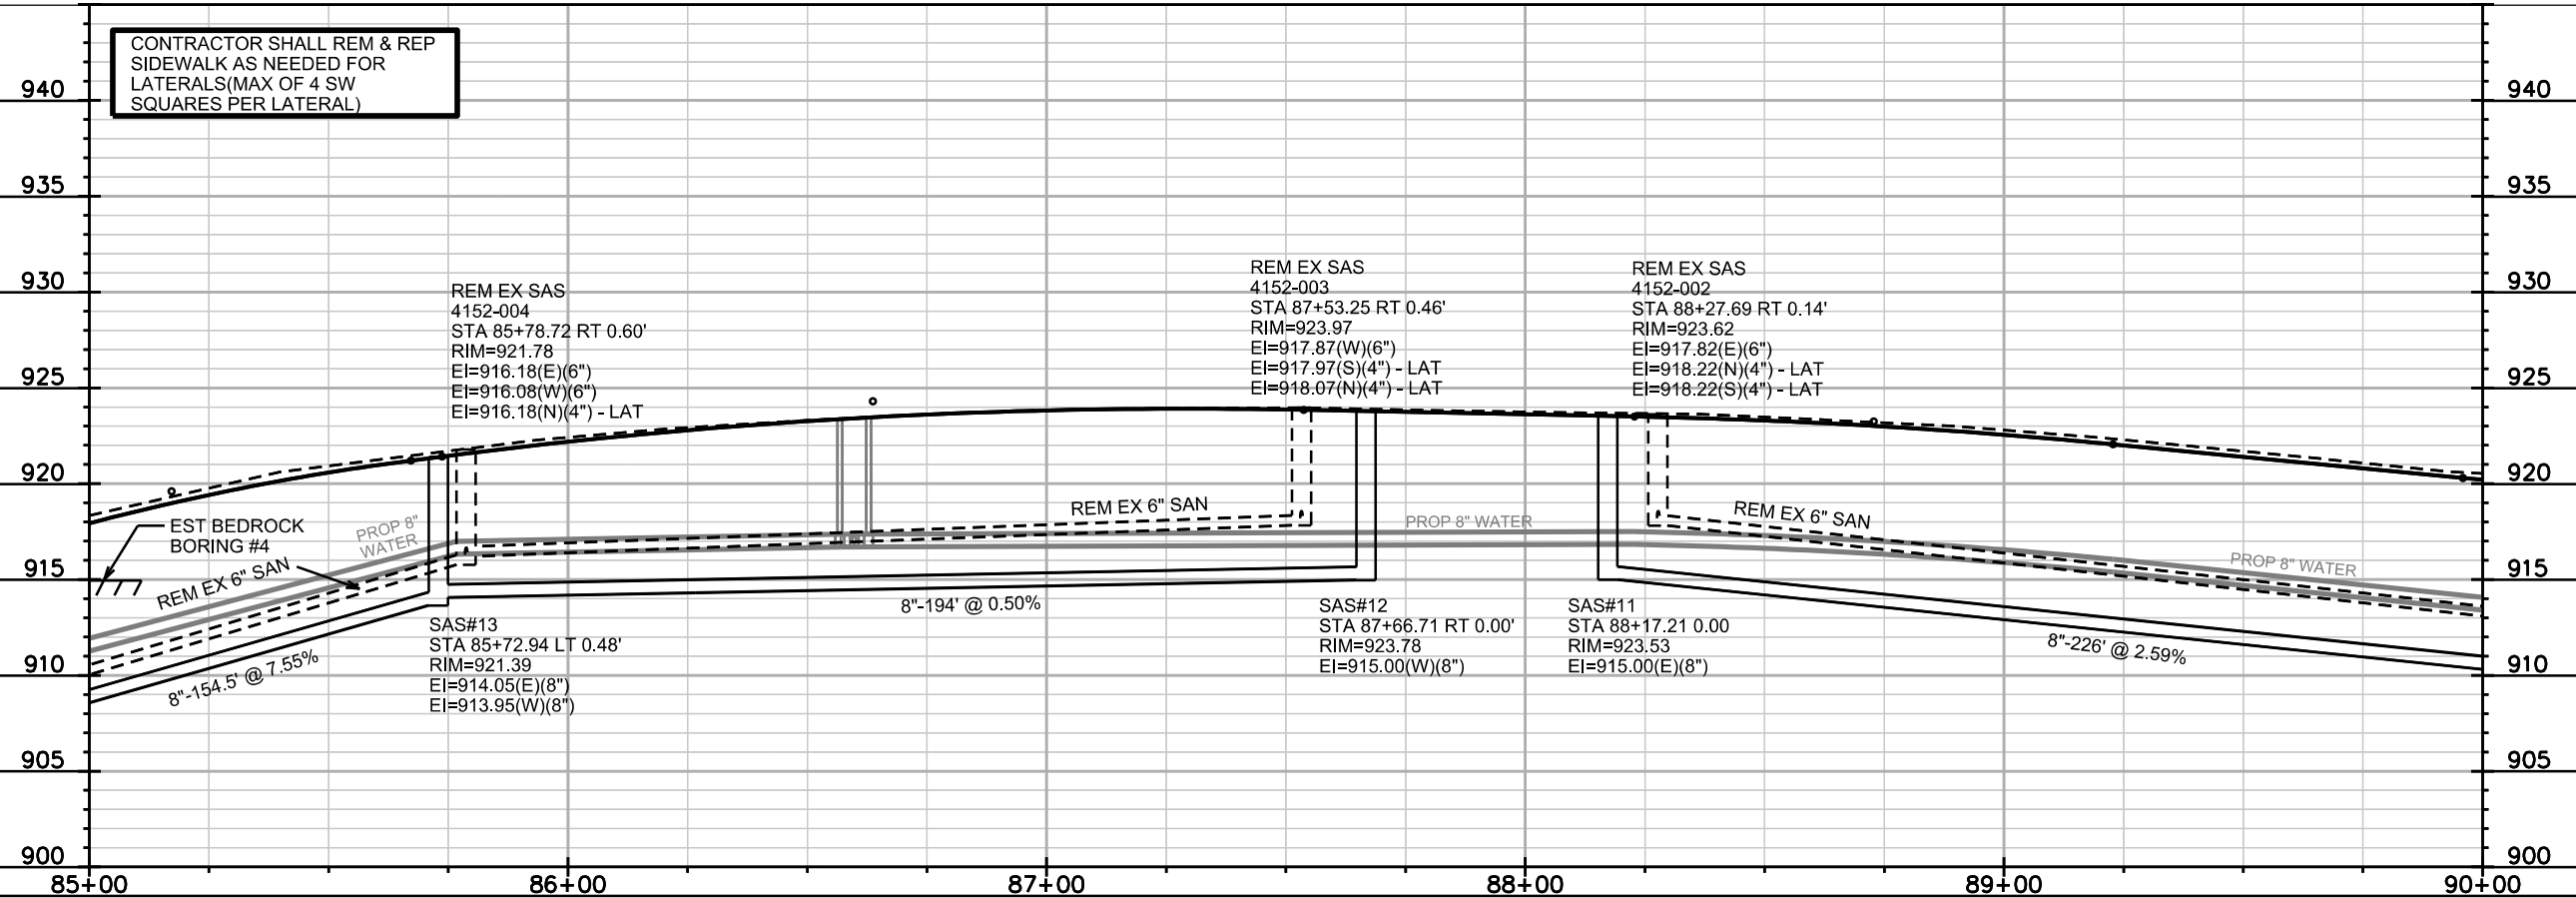 CONTRACTOR SHALL REM & REP
SIDEWALK AS NEEDED FOR
LATERALS(MAX OF 4 SW
SQUARES PER LATERAL)
940
940
935
935
930
930
925
925
920
920
915
915
910
910
905
905
900
900
REM EX SAS
4152-004
STA 85+78.72 RT 0.60'
RIM=921.78
EI=916.18(E)(6")
EI=916.08(W)(6")
EI=916.18(N)(4") - LAT
REM EX SAS
4152-003
STA 87+53.25 RT 0.46'
RIM=923.97
EI=917.87(W)(6")
EI=917.97(S)(4") - LAT
EI=918.07(N)(4") - LAT
REM EX SAS
4152-002
STA 88+27.69 RT 0.14'
RIM=923.62
EI=917.82(E)(6")
EI=918.22(N)(4") - LAT
EI=918.22(S)(4") - LAT
EST BEDROCK
BORING #4
PROP 8"
WATER
REM EX 6" SAN
REM EX 6" SAN
PROP 8" WATER
REM EX 6" SAN
PROP 8" WATER
8"-154.5' @ 7.55%
8"-194' @ 0.50%
8"-226' @ 2.59%
SAS#13
STA 85+72.94 LT 0.48'
RIM=921.39
EI=914.05(E)(8")
EI=913.95(W)(8")
SAS#12
STA 87+66.71 RT 0.00'
RIM=923.78
EI=915.00(W)(8")
SAS#11
STA 88+17.21 0.00
RIM=923.53
EI=915.00(E)(8")
85+00
86+00
87+00
88+00
89+00
90+00